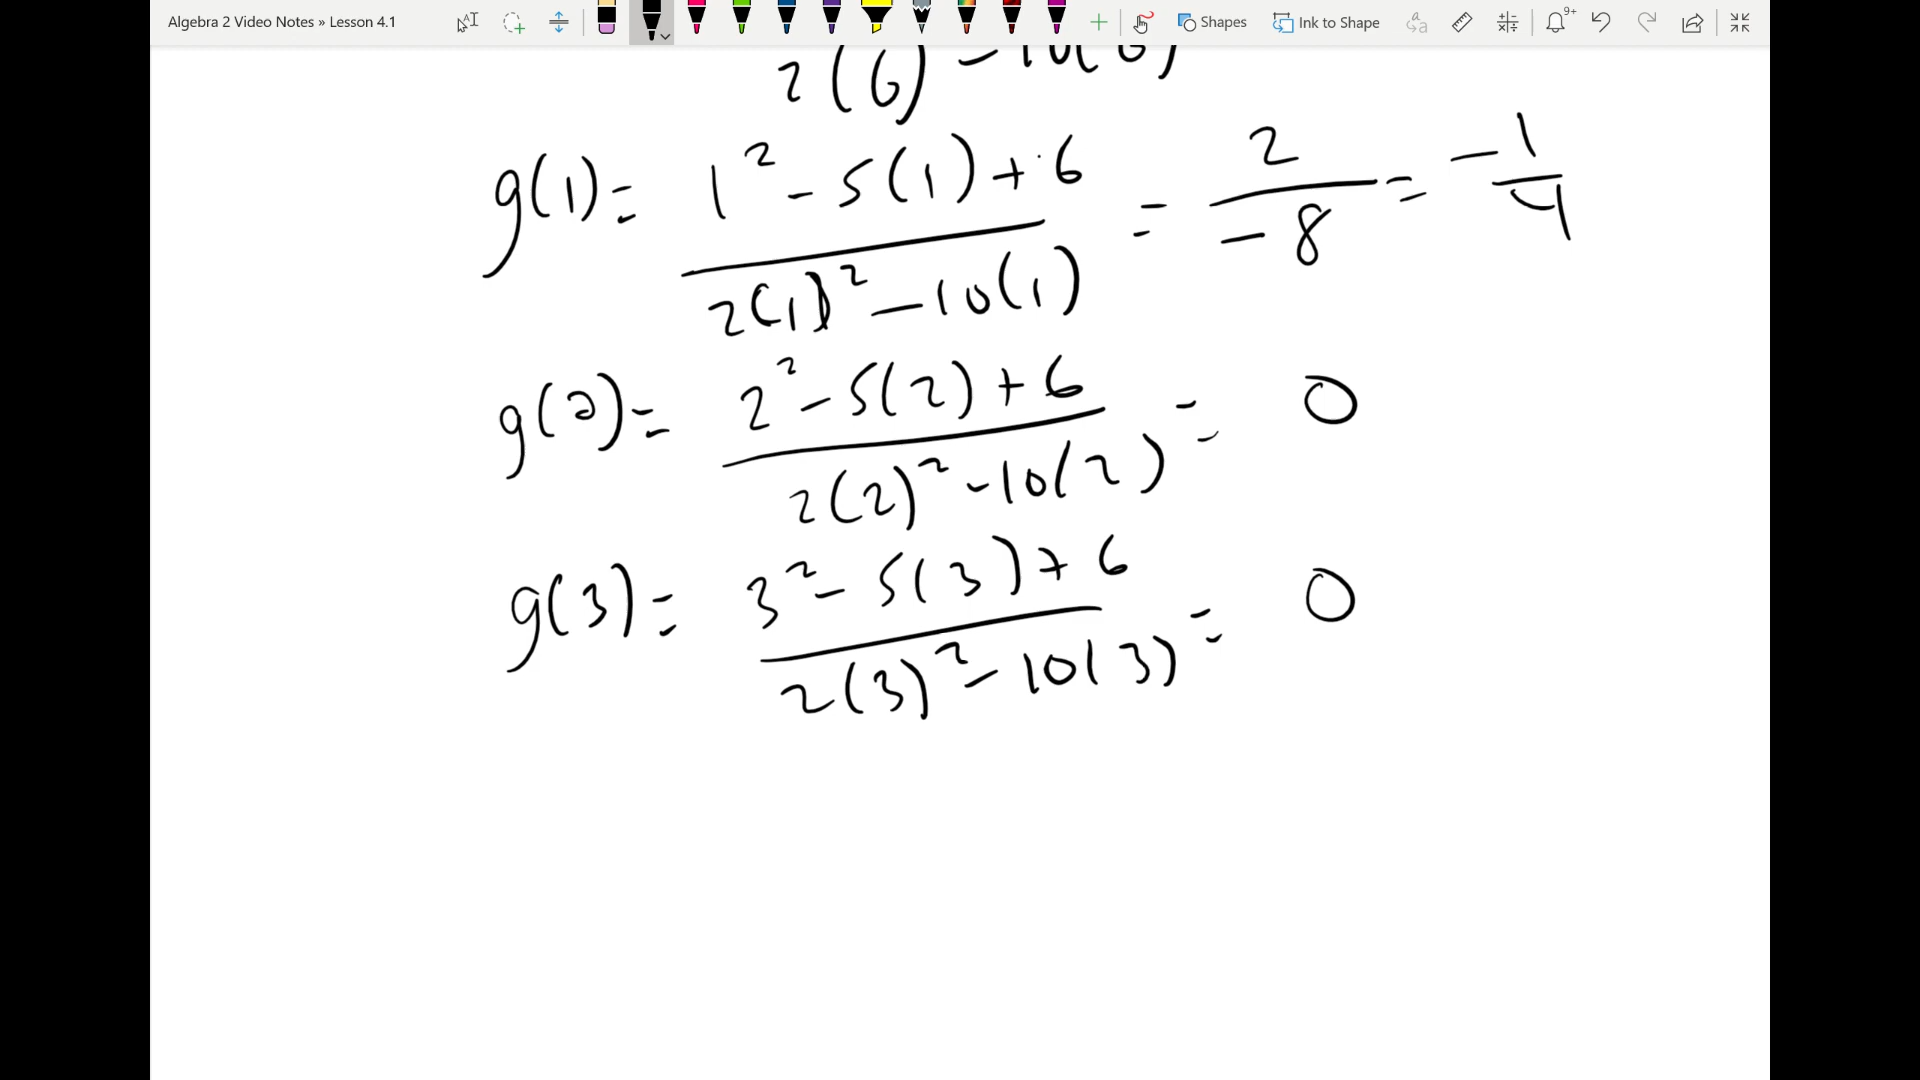 Algebra 2 Video Notes » Lesson 4.1
Shapes
Ink to Shape
9+
g(1) = 1² - 5(1) + 6 / 2(1)² - 10(1) = 2 / -8 = -1/4
g(2) = 2² - 5(2) + 6 / 2(2)² - 10(2) = 0
g(3) = 3² - 5(3) + 6 / 2(3)² - 10(3) = 0